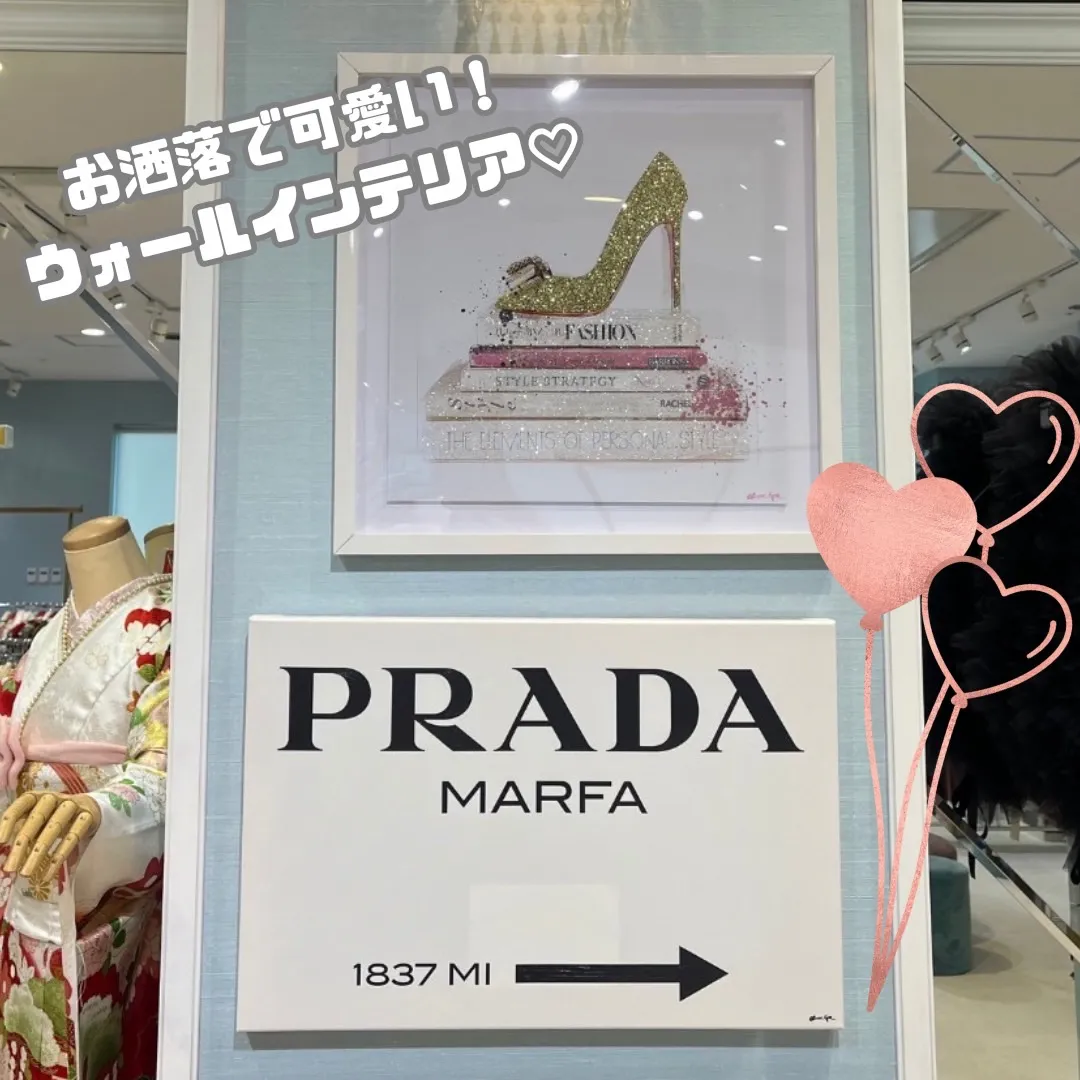 お洒落で可愛い!
ウォールインテリア♡
FASHION
STYLE STRATEGY
RACHEL
THE ELEMENTS OF PERSONAL STYLE
PRADA
MARFA
1837 MI